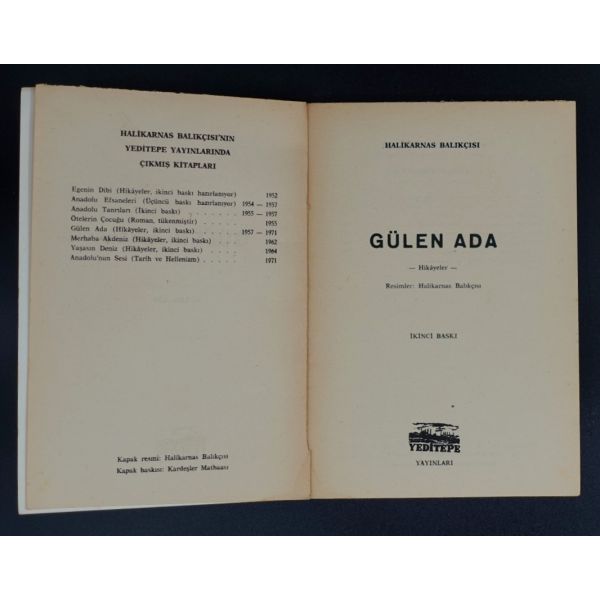 HALİKARNAS BALIKÇISI'NIN
YEDİTEPE YAYINLARINDA
ÇIKMIŞ KİTAPLARI
Egenin Dibi (Hikâyeler, ikinci baskı hazırlanıyor) 1952
Anadolu Efsaneleri (Üçüncü baskı hazırlanıyor) 1954 — 1957
Anadolu Tanrıları (İkinci baskı) . . . . . . . 1955 — 1957
Ötelerin Çocuğu (Roman, tükenmiştir) . . . . . 1955
Gülen Ada (Hikâyeler, ikinci baskı) . . . . . 1957 — 1971
Merhaba Akdeniz (Hikâyeler, ikinci baskı) . . . . 1962
Yaşasın Deniz (Hikâyeler, ikinci baskı) . . . . . 1964
Anadolu'nun Sesi (Tarih ve Hellenizm) . . . . . 1971
Kapak resmi: Halikarnas Balıkçısı
Kapak baskısı: Kardeşler Matbaası
HALİKARNAS BALIKÇISI
GÜLEN ADA
— Hikâyeler —
Resimler: Halikarnas Balıkçısı
İKİNCİ BASKI
YEDİTEPE
YAYINLARI